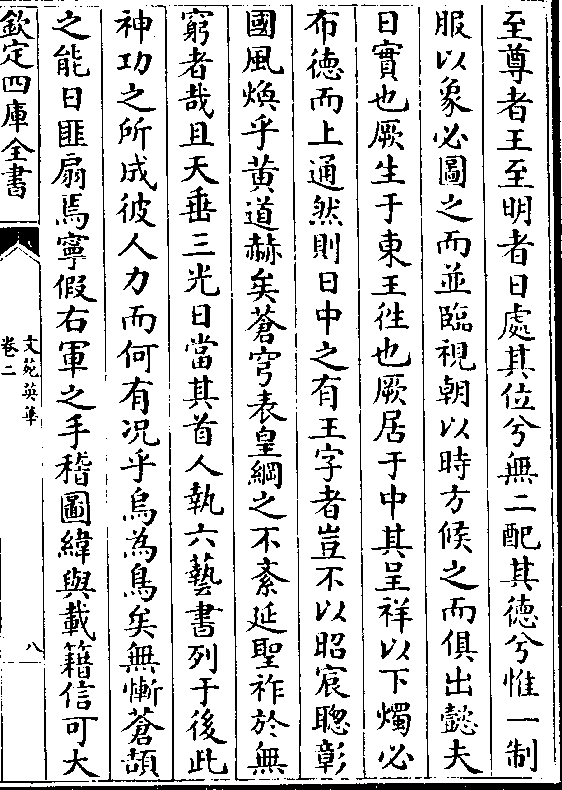 至尊者王至明者日處其位兮無二配其德兮惟一制
服以象必圖之而並臨視朝以時方候之而俱出懿夫
日實也厥生于東王徃也厥居于中其呈祥以下燭必
布德而上通然則日中之有王字者豈不以昭宸聰彰
國風煥乎黄道赫矣蒼穹表皇綱之不紊延聖祚於無
窮者哉且天垂三光日當其首人執六藝書列于後此
神功之所成彼人力而何有况乎烏為鳥矣無慚蒼頡
之能日匪扇焉寧假右軍之手稽圖緯與載籍信可大
欽定四庫全書
文苑英華
卷二
八